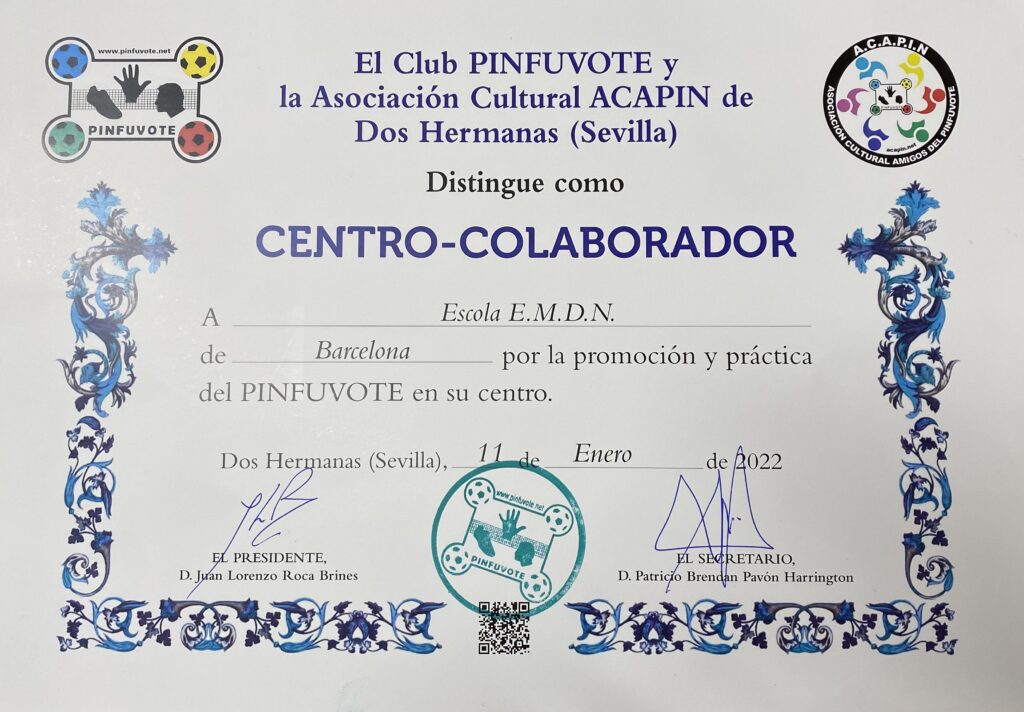 www.pinfuvote.net
PINFUVOTE
El Club PINFUVOTE y
la Asociación Cultural ACAPIN de
Dos Hermanas (Sevilla)
A.C.A.P.I.N
ASOCIACIÓN CULTURAL AMIGOS DEL PINFUVOTE
acapin.net
Distingue como
CENTRO-COLABORADOR
A Escola E.M.D.N.
de Barcelona por la promoción y práctica
del PINFUVOTE en su centro.
Dos Hermanas (Sevilla), 11 de Enero de 2022
www.pinfuvote.net
PINFUVOTE
EL PRESIDENTE,
D. Juan Lorenzo Roca Brines
EL SECRETARIO,
D. Patricio Brendan Pavón Harrington